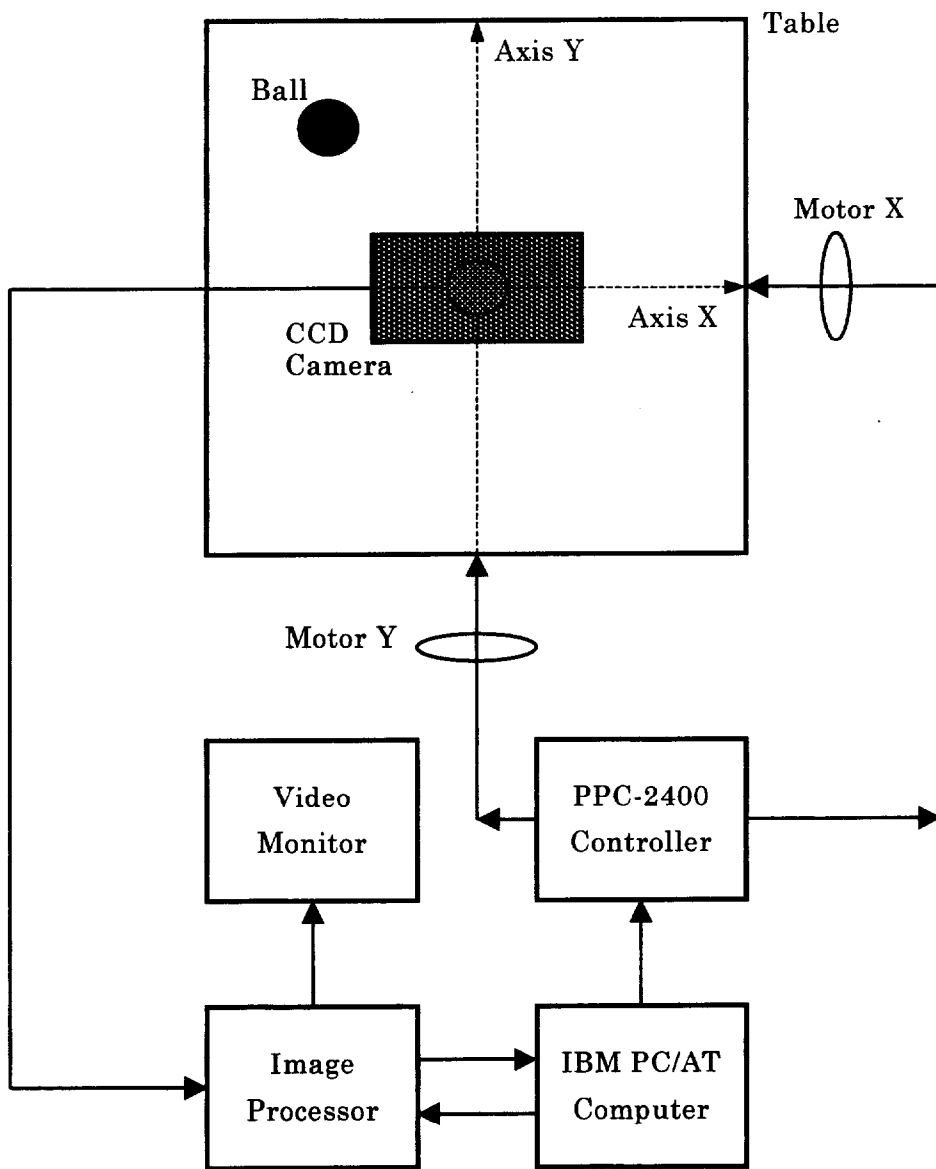 Table
Axis Y
Ball
Motor X
Axis X
CCD
Camera
Motor Y
Video
Monitor
PPC-2400
Controller
Image
Processor
IBM PC/AT
Computer